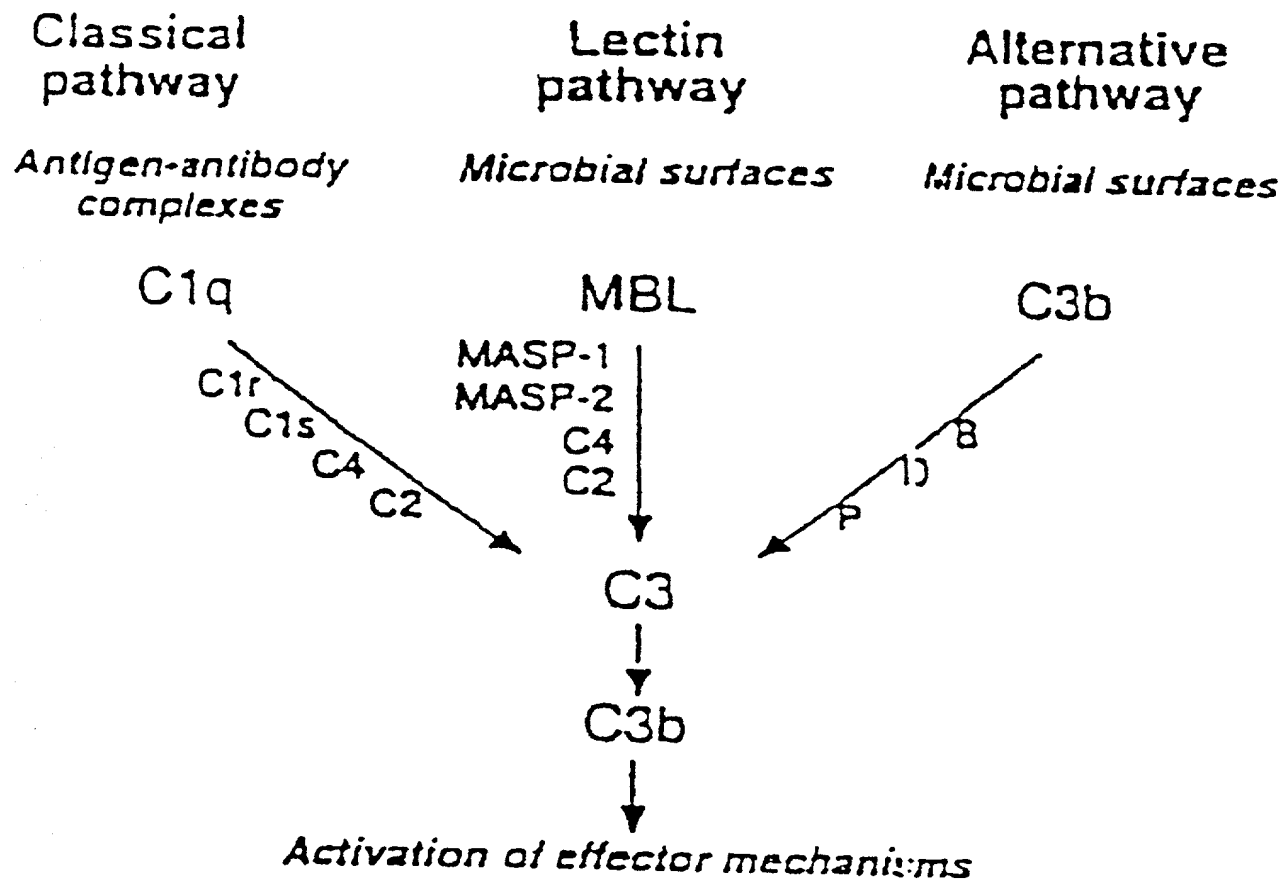 Classical
pathway
Lectin
pathway
Alternative
pathway
Antigen-antibody
complexes
Microbial surfaces
Microbial surfaces
C1q
MBL
C3b
C1r
C1s
C4
C2
MASP-1
MASP-2
C4
C2
B
D
P
C3
C3b
Activation of effector mechanisms